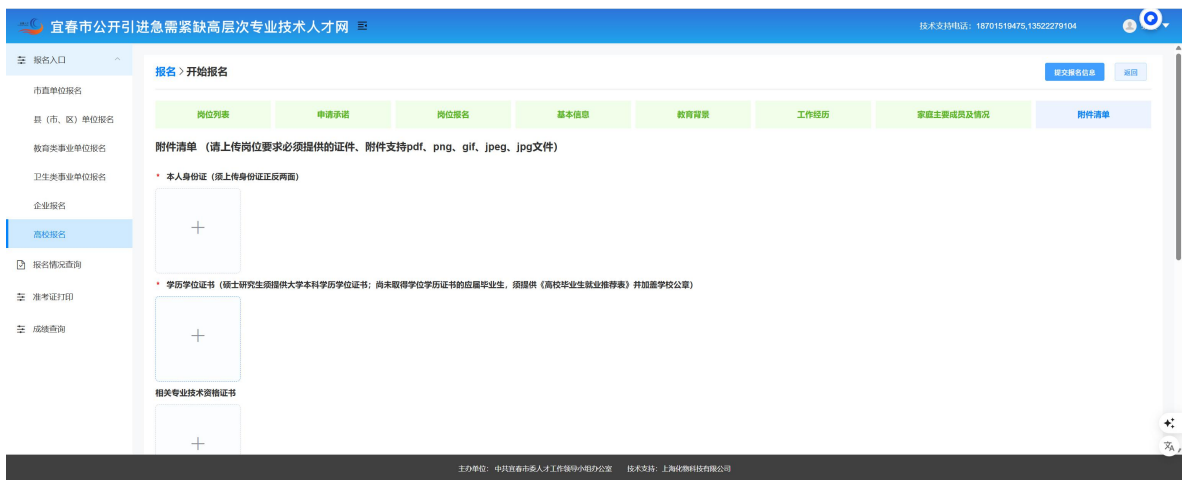 宜春市公开引进急需紧缺高层次专业技术人才网
技术支持电话：18701519475,13522279104
报名入口
市直单位报名
县（市、区）单位报名
教育类事业单位报名
卫生类事业单位报名
企业报名
高校报名
报名情况查询
准考证打印
成绩查询
报名 > 开始报名
提交报名信息 返回
岗位列表 申请承诺 岗位报名 基本信息 教育背景 工作经历 家庭主要成员及情况 附件清单
附件清单 （请上传岗位要求必须提供的证件、附件支持pdf、png、gif、jpeg、jpg文件）
* 本人身份证（须上传身份证正反两面）
* 学历学位证书（硕士研究生须提供大学本科学历学位证书；尚未取得学位学历证书的应届毕业生，须提供《高校毕业生就业推荐表》并加盖学校公章）
相关专业技术资格证书
主办单位： 中共宜春市委人才工作领导小组办公室 技术支持：上海化物科技有限公司